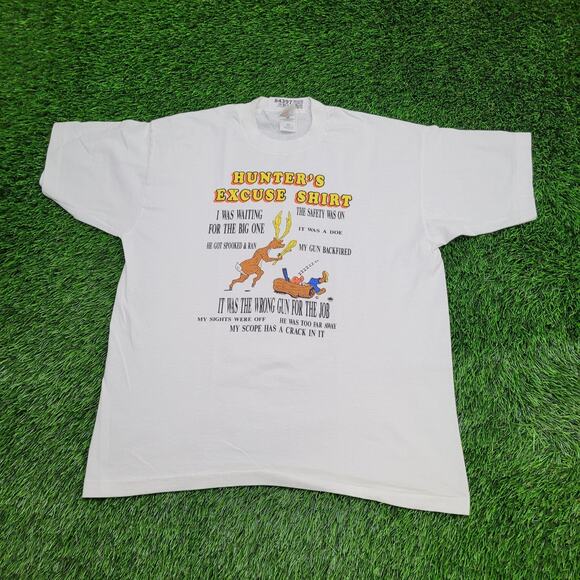 HUNTER'S
EXCUSE SHIRT
I WAS WAITING
FOR THE BIG ONE
THE SAFETY WAS ON
IT WAS A DOE
HE GOT SPOOKED & RAN
MY GUN BACKFIRED
IT WAS THE WRONG GUN FOR THE JOB
MY SIGHTS WERE OFF
HE WAS TOO FAR AWAY
MY SCOPE HAS A CRACK IN IT